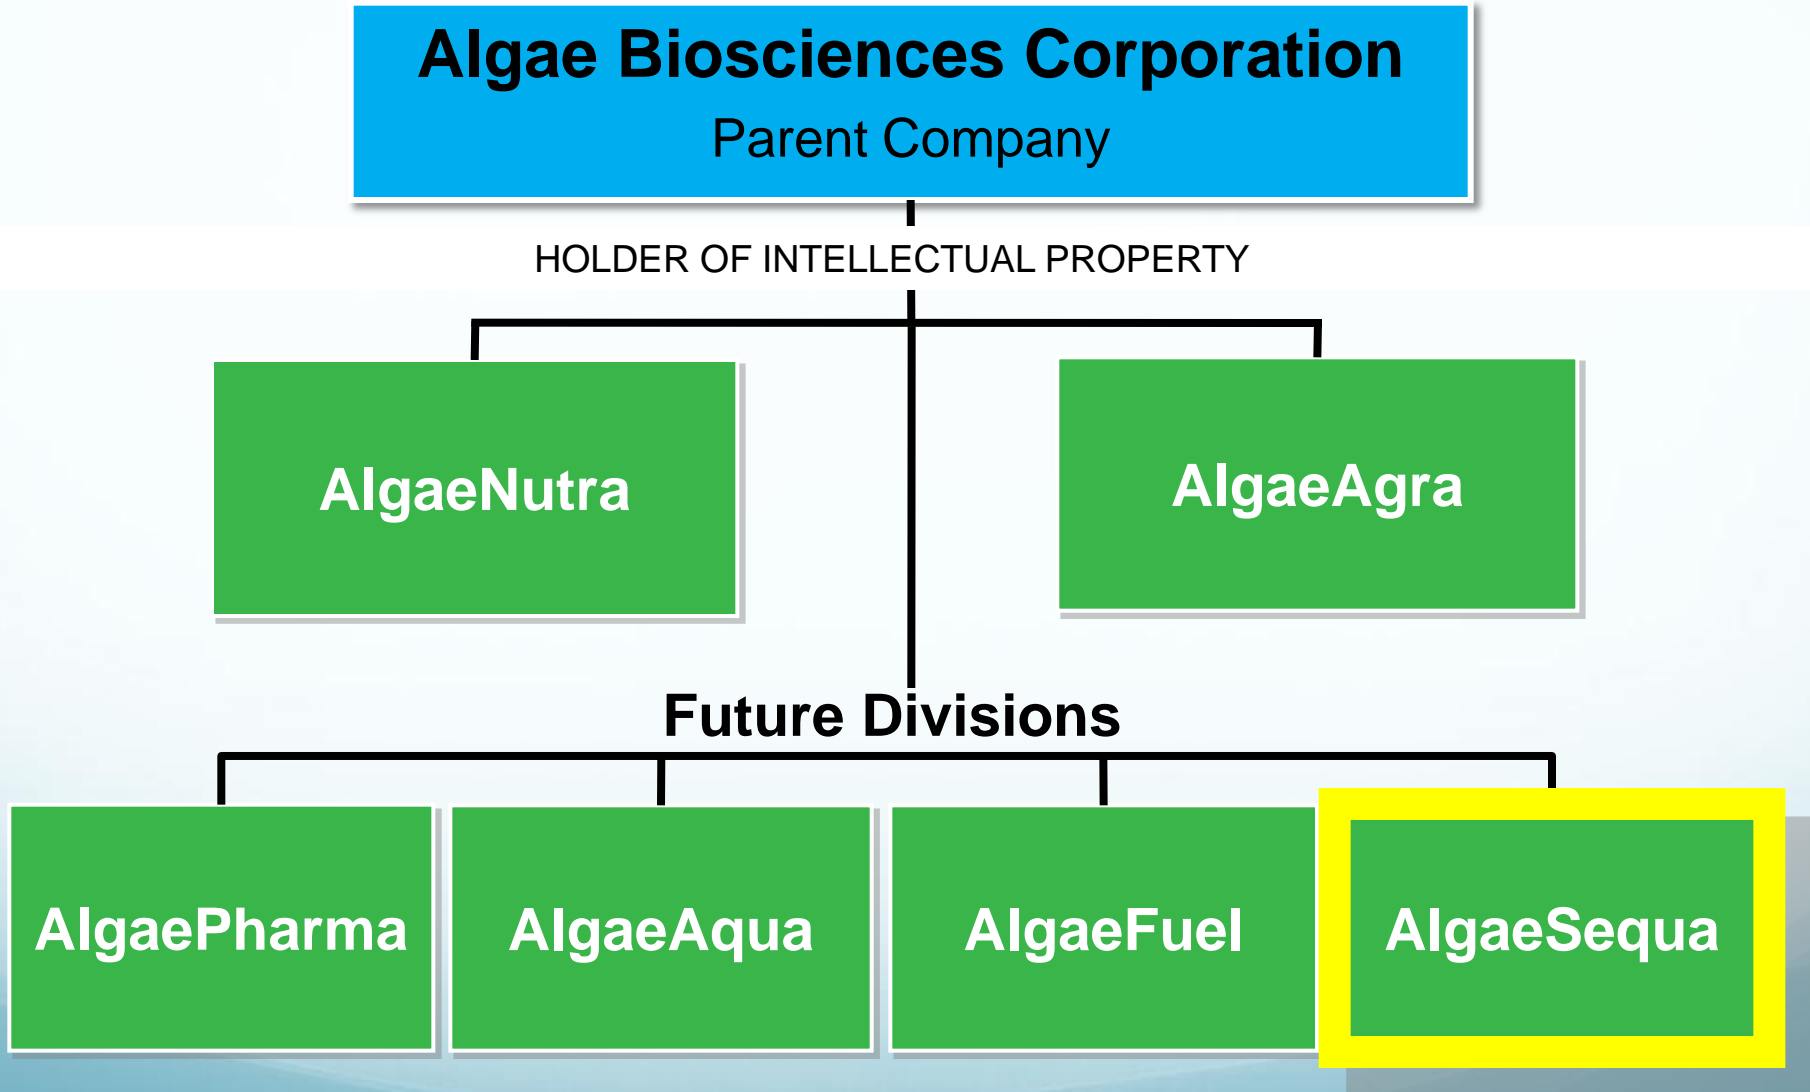 Algae Biosciences Corporation
Parent Company
HOLDER OF INTELLECTUAL PROPERTY
AlgaeNutra
AlgaeAgra
Future Divisions
AlgaePharma
AlgaeAqua
AlgaeFuel
AlgaeSequa